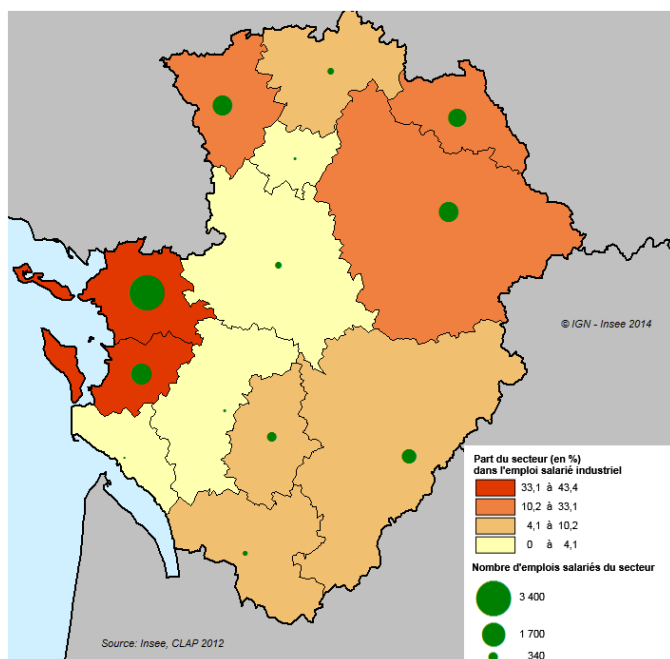 © IGN - Insee 2014
Part du secteur (en %)
dans l'emploi salarié industriel
33,1 à 43,4
10,2 à 33,1
4,1 à 10,2
0 à 4,1
Nombre d'emplois salariés du secteur
3 400
1 700
340
Source: Insee, CLAP 2012